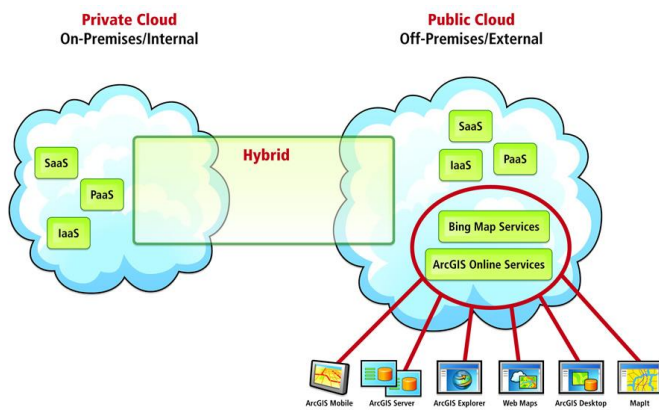 Private Cloud
On-Premises/Internal
Public Cloud
Off-Premises/External
Hybrid
SaaS
PaaS
IaaS
SaaS
IaaS
PaaS
Bing Map Services
ArcGIS Online Services
ArcGIS Mobile
ArcGIS Server
ArcGIS Explorer
Web Maps
ArcGIS Desktop
MapIt